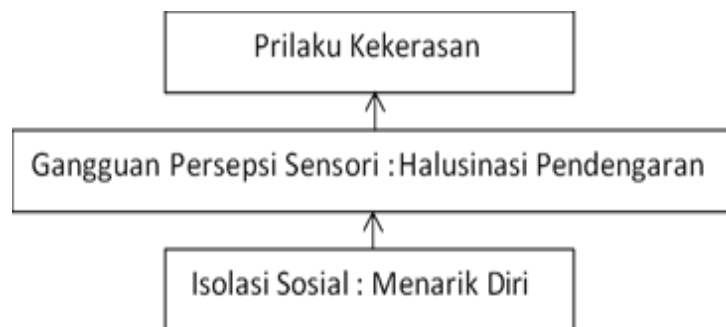 Prilaku Kekerasan
Gangguan Persepsi Sensori : Halusinasi Pendengaran
Isolasi Sosial : Menarik Diri